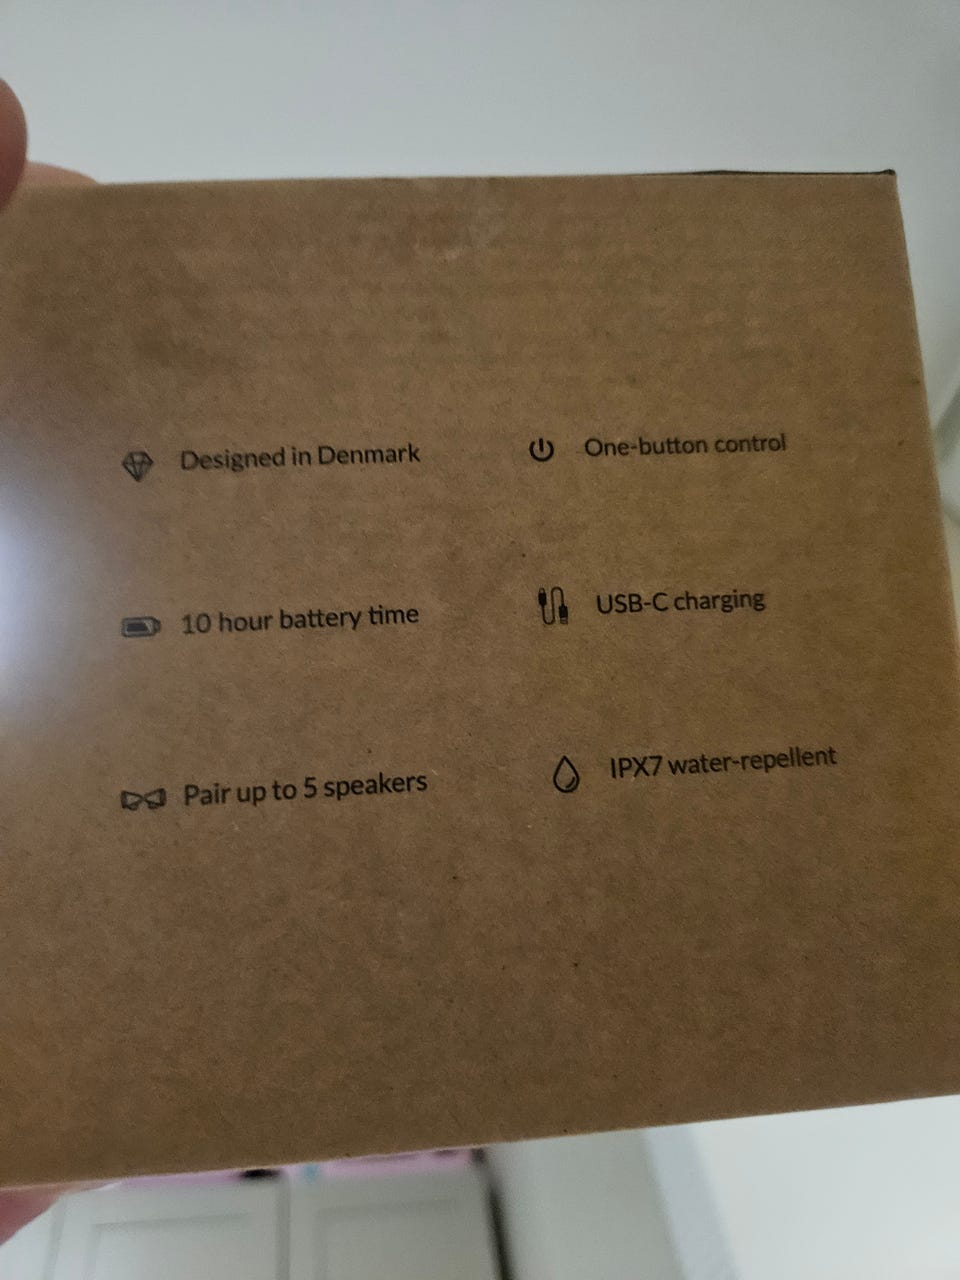 Designed in Denmark
One-button control
10 hour battery time
USB-C charging
Pair up to 5 speakers
IPX7 water-repellent